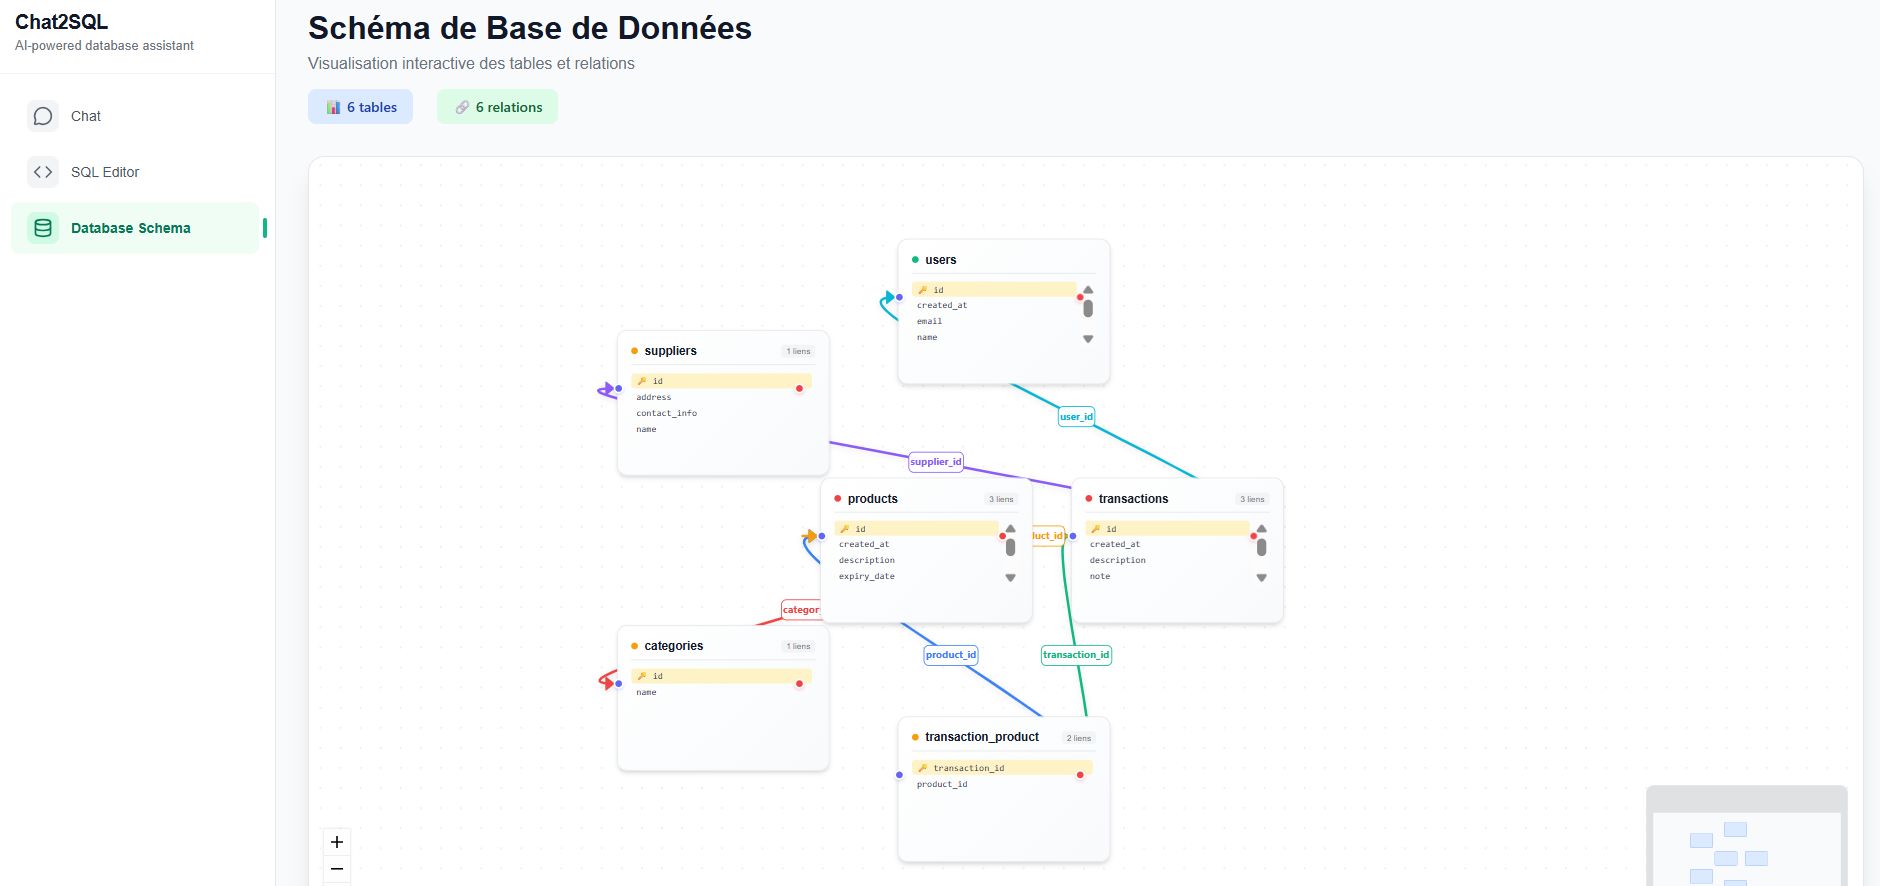 Chat2SQL
AI-powered database assistant
Chat
SQL Editor
Database Schema
Schéma de Base de Données
Visualisation interactive des tables et relations
6 tables
6 relations
users
id
created_at
email
name
user_id
suppliers
1 liens
id
address
contact_info
name
supplier_id
products
3 liens
id
created_at
description
expiry_date
uct_id
transactions
3 liens
id
created_at
description
note
categor
categories
1 liens
id
name
product_id
transaction_id
transaction_product
2 liens
transaction_id
product_id
+
−